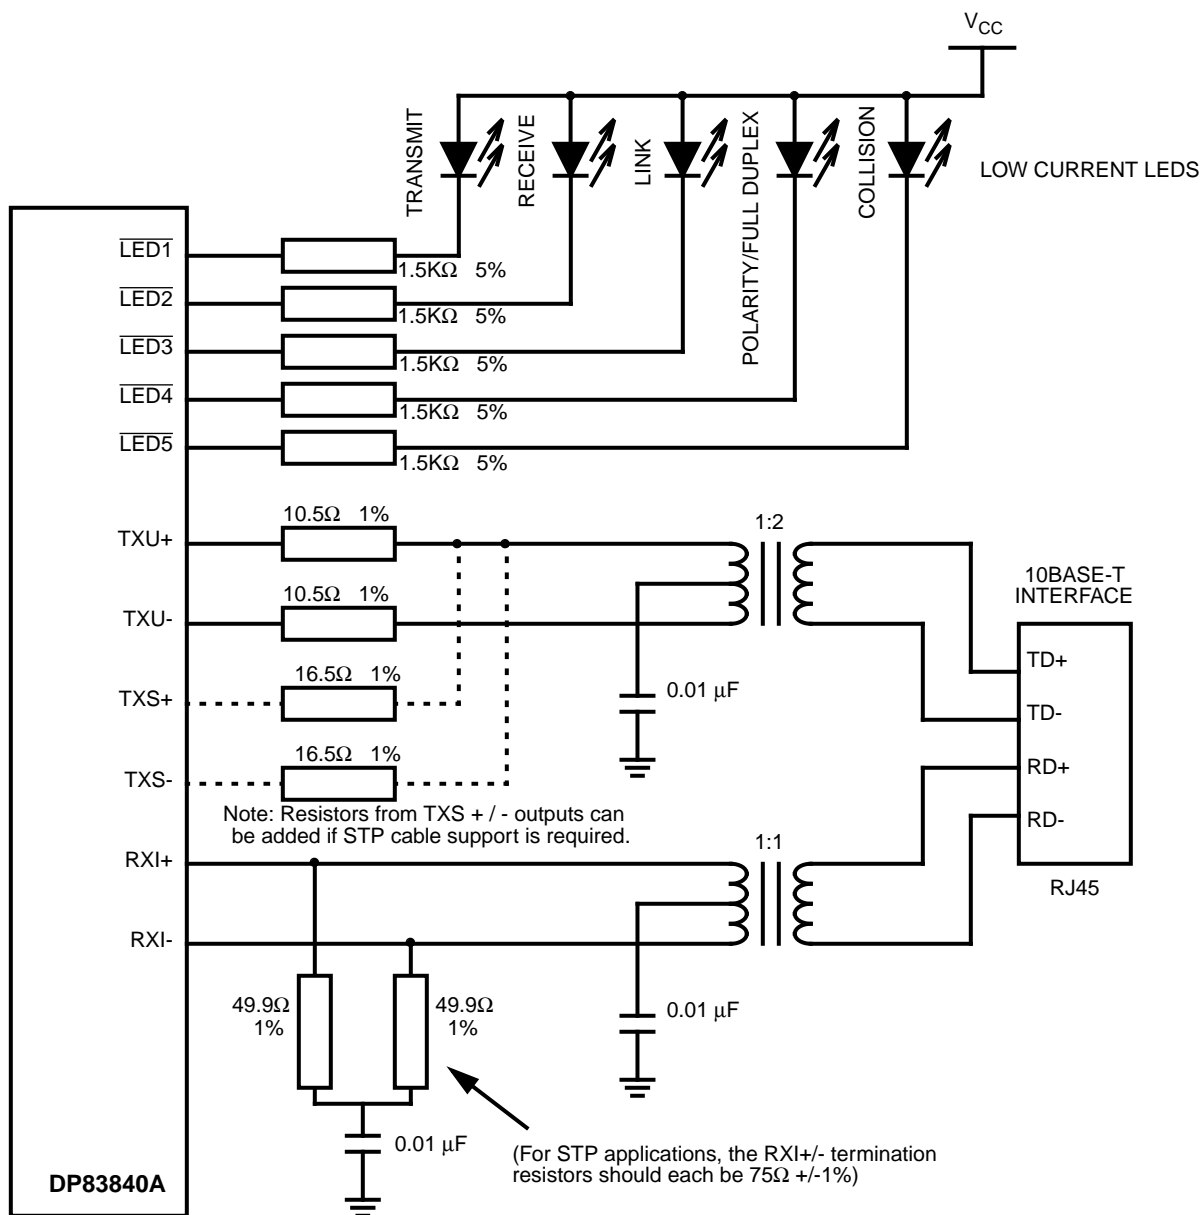 VCC
TRANSMIT
RECEIVE
LINK
POLARITY/FULL DUPLEX
COLLISION
LOW CURRENT LEDS
LED1
1.5KΩ 5%
LED2
1.5KΩ 5%
LED3
1.5KΩ 5%
LED4
1.5KΩ 5%
LED5
1.5KΩ 5%
10.5Ω 1%
TXU+
1:2
10BASE-T
INTERFACE
10.5Ω 1%
TXU-
TD+
16.5Ω 1%
TXS+
0.01 µF
TD-
16.5Ω 1%
TXS-
RD+
Note: Resistors from TXS + / - outputs can
be added if STP cable support is required.
RD-
RXI+
1:1
RJ45
RXI-
49.9Ω
1%
49.9Ω
1%
0.01 µF
0.01 µF
(For STP applications, the RXI+/- termination
resistors should each be 75Ω +/-1%)
DP83840A